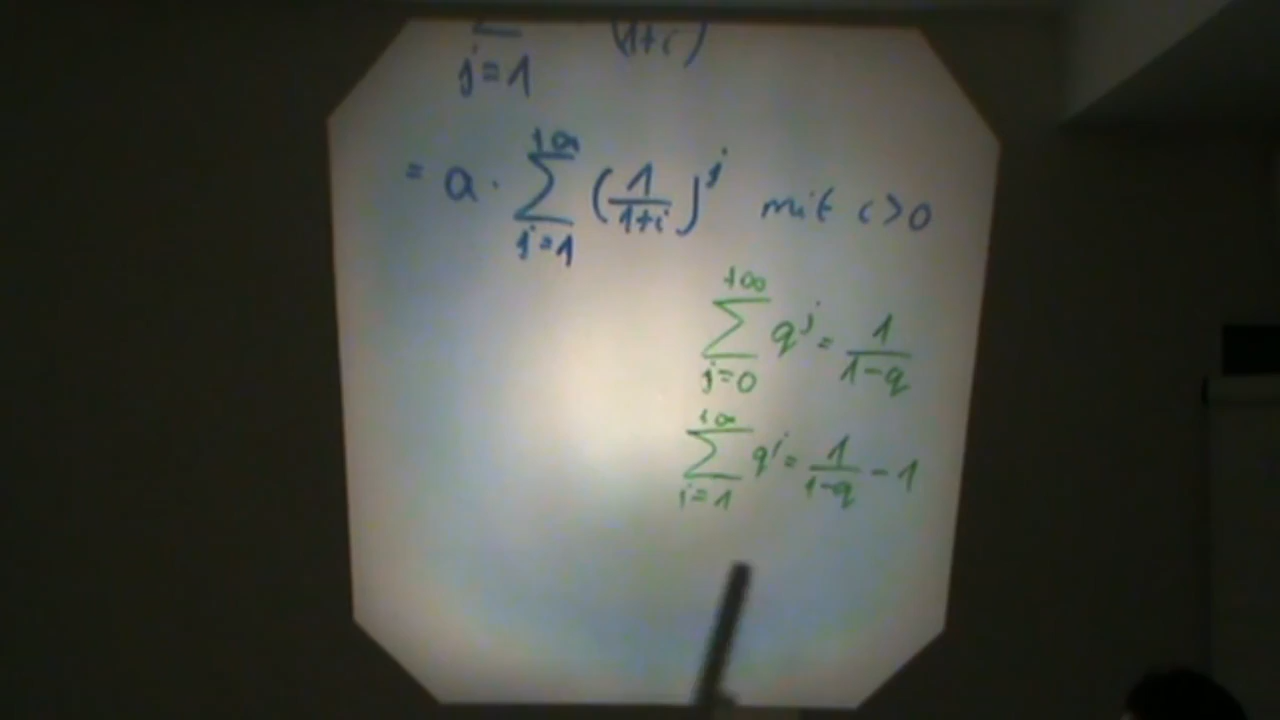 j=1 (1+i)
= a · ∑_{j=1}^{+∞} (1/(1+i))^j mit i>0
∑_{j=0}^{+∞} q^j = 1/(1-q)
∑_{j=1}^{+∞} q^j = 1/(1-q) - 1